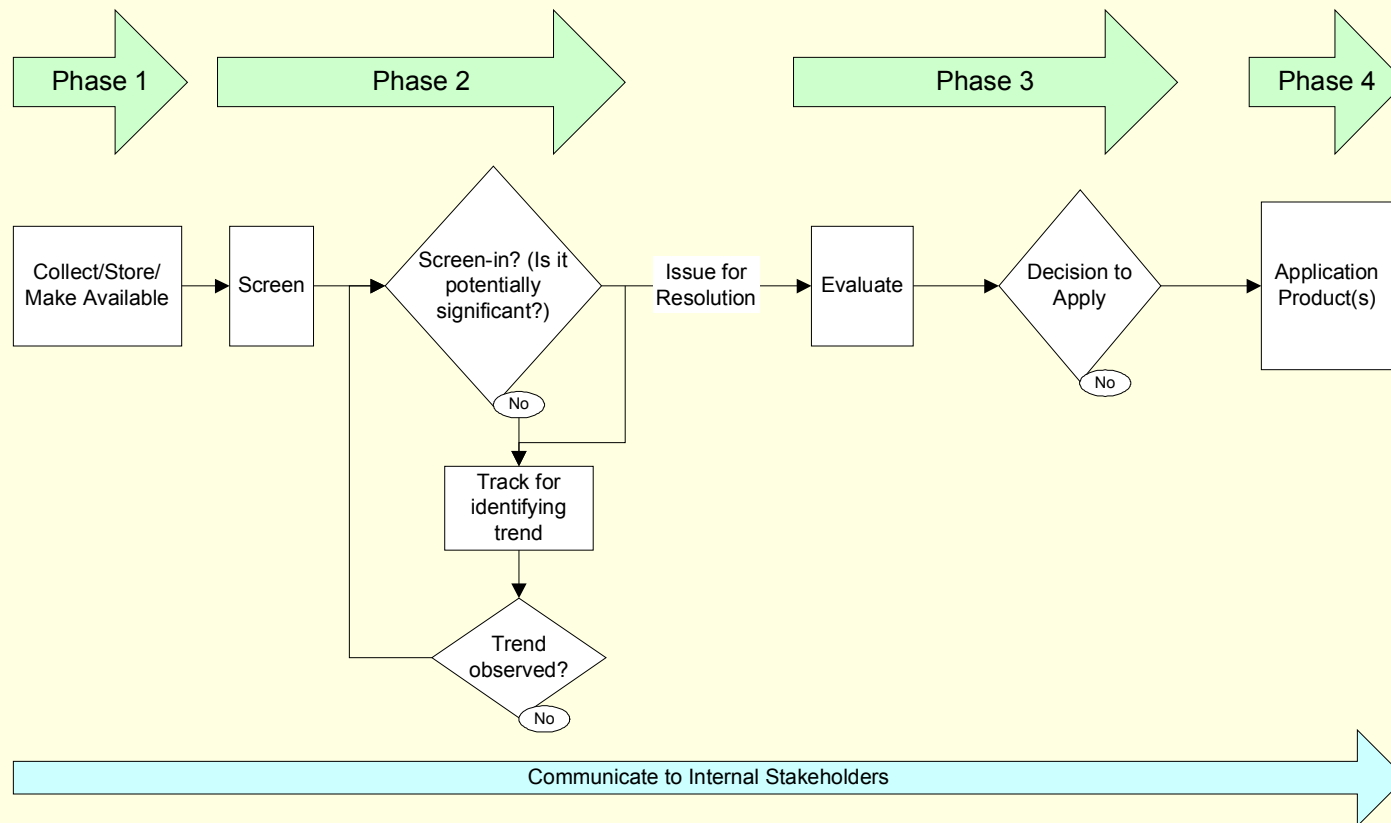 Phase 1
Phase 2
Phase 3
Phase 4
Collect/Store/
Make Available
Screen
Screen-in? (Is it
potentially
significant?)
No
Issue for
Resolution
Evaluate
Decision to
Apply
No
Application
Product(s)
Track for
identifying
trend
Trend
observed?
No
Communicate to Internal Stakeholders